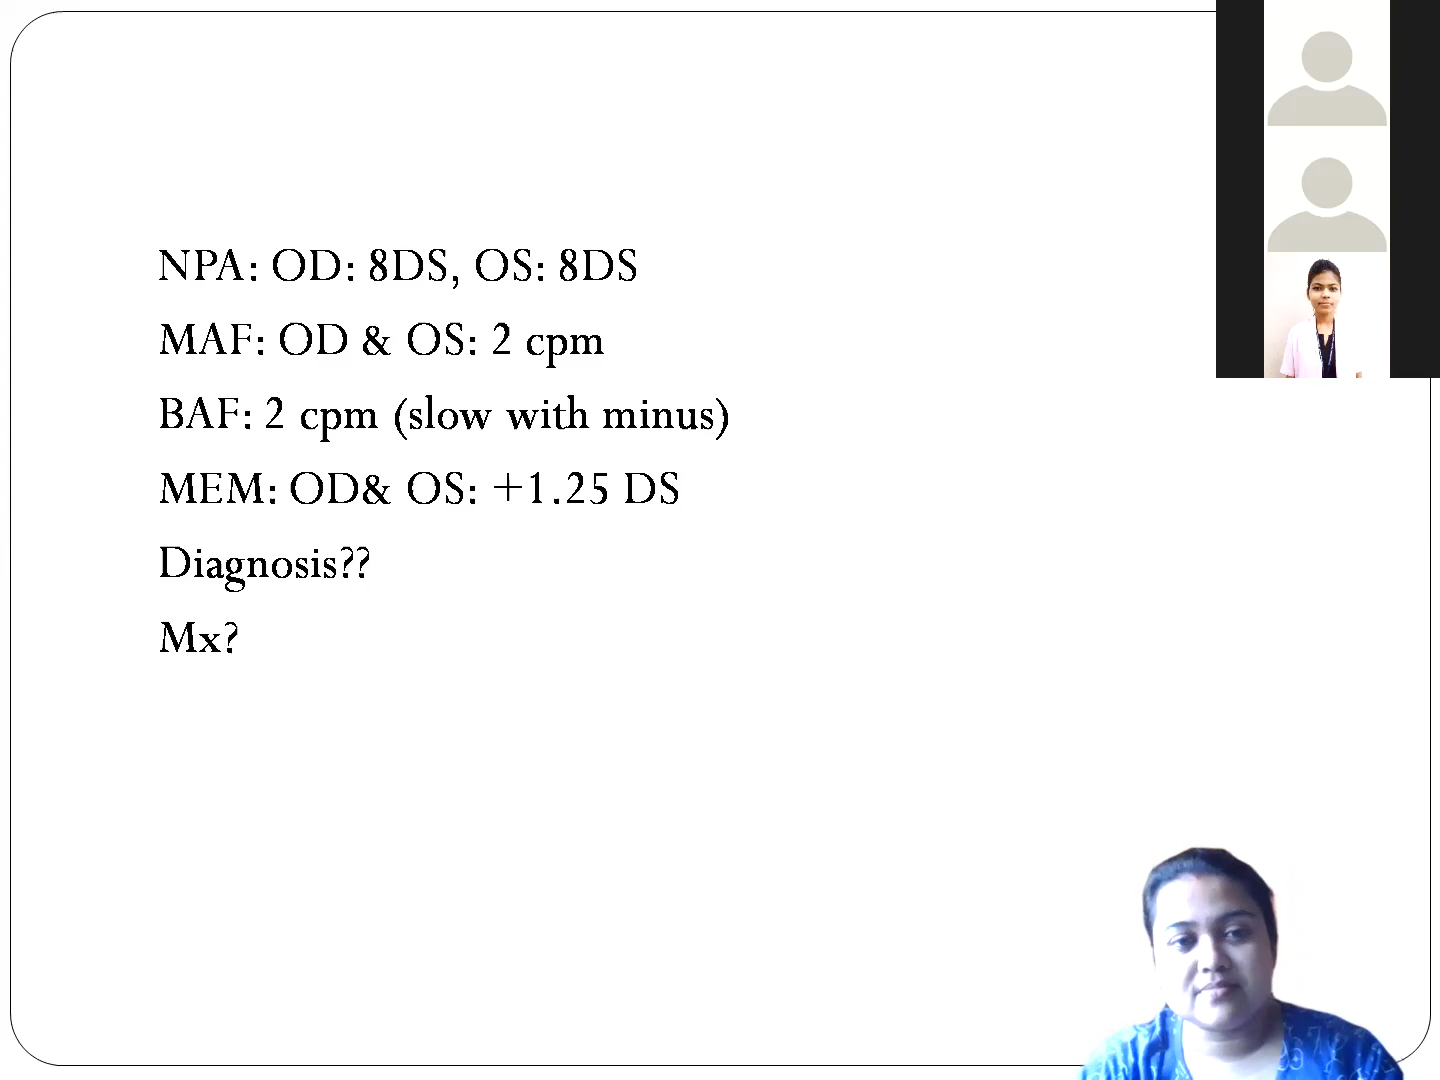 NPA: OD: 8DS, OS: 8DS
MAF: OD & OS: 2 cpm
BAF: 2 cpm (slow with minus)
MEM: OD& OS: +1.25 DS
Diagnosis??
Mx?